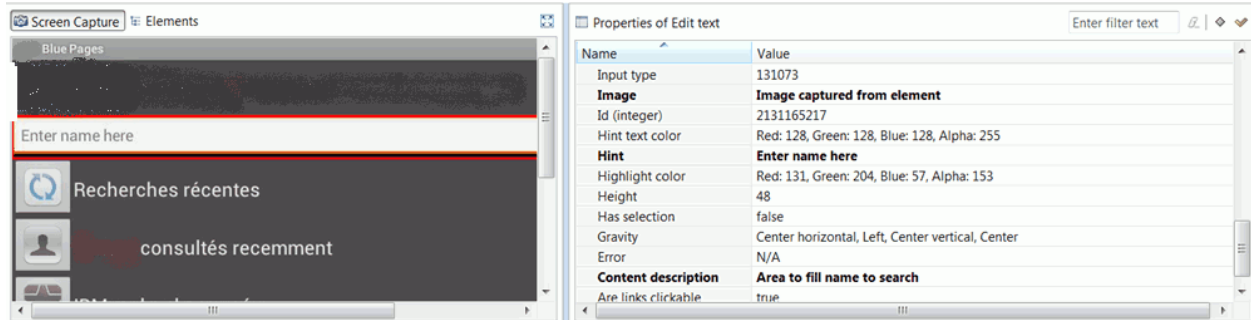 Screen Capture Elements
Blue Pages
Enter name here
Recherches récentes
consultés recemment
Properties of Edit text Enter filter text
Name Value
Input type 131073
Image Image captured from element
Id (integer) 2131165217
Hint text color Red: 128, Green: 128, Blue: 128, Alpha: 255
Hint Enter name here
Highlight color Red: 131, Green: 204, Blue: 57, Alpha: 153
Height 48
Has selection false
Gravity Center horizontal, Left, Center vertical, Center
Error N/A
Content description Area to fill name to search
Are links clickable true